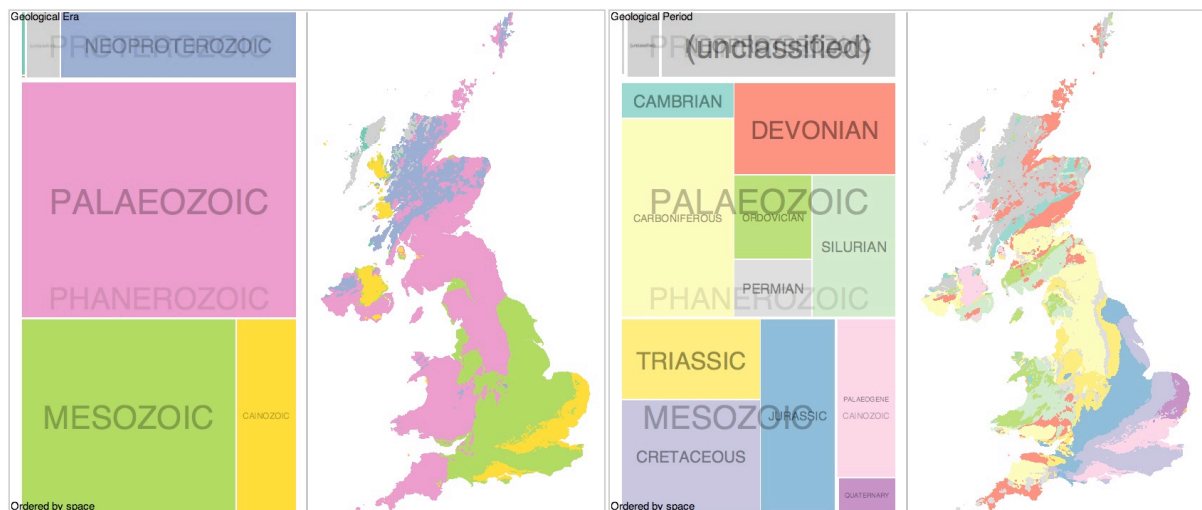 Geological Era
PROTEROZOIC
NEOPROTEROZOIC
PALAEOZOIC
PHANEROZOIC
MESOZOIC
CAINOZOIC
Ordered by space
Geological Period
(unclassified)
CAMBRIAN
DEVONIAN
PALAEOZOIC
CARBONIFEROUS
ORDOVICIAN
SILURIAN
PERMIAN
PHANEROZOIC
TRIASSIC
PALAEOGENE
MESOZOIC
JURASSIC
CAINOZOIC
CRETACEOUS
QUATERNARY
Ordered by space